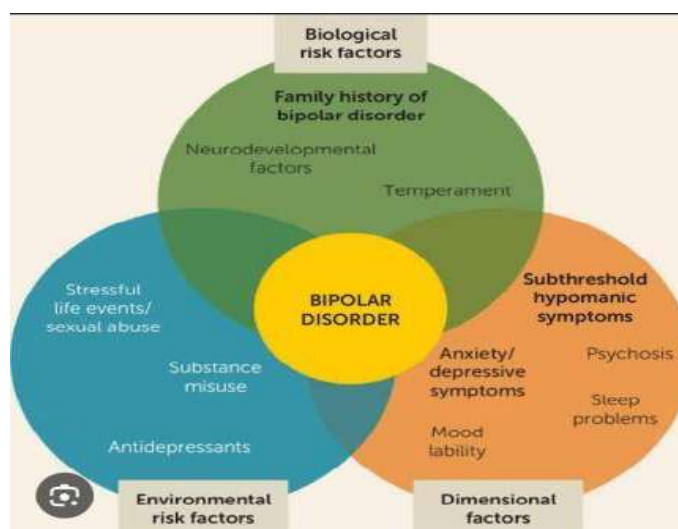 Biological
risk factors
Family history of
bipolar disorder
Neurodevelopmental
factors
Temperament
Stressful
life events/
sexual abuse
Substance
misuse
Antidepressants
BIPOLAR
DISORDER
Subthreshold
hypomanic
symptoms
Anxiety/
depressive
symptoms
Psychosis
Sleep
problems
Mood
lability
Environmental
risk factors
Dimensional
factors